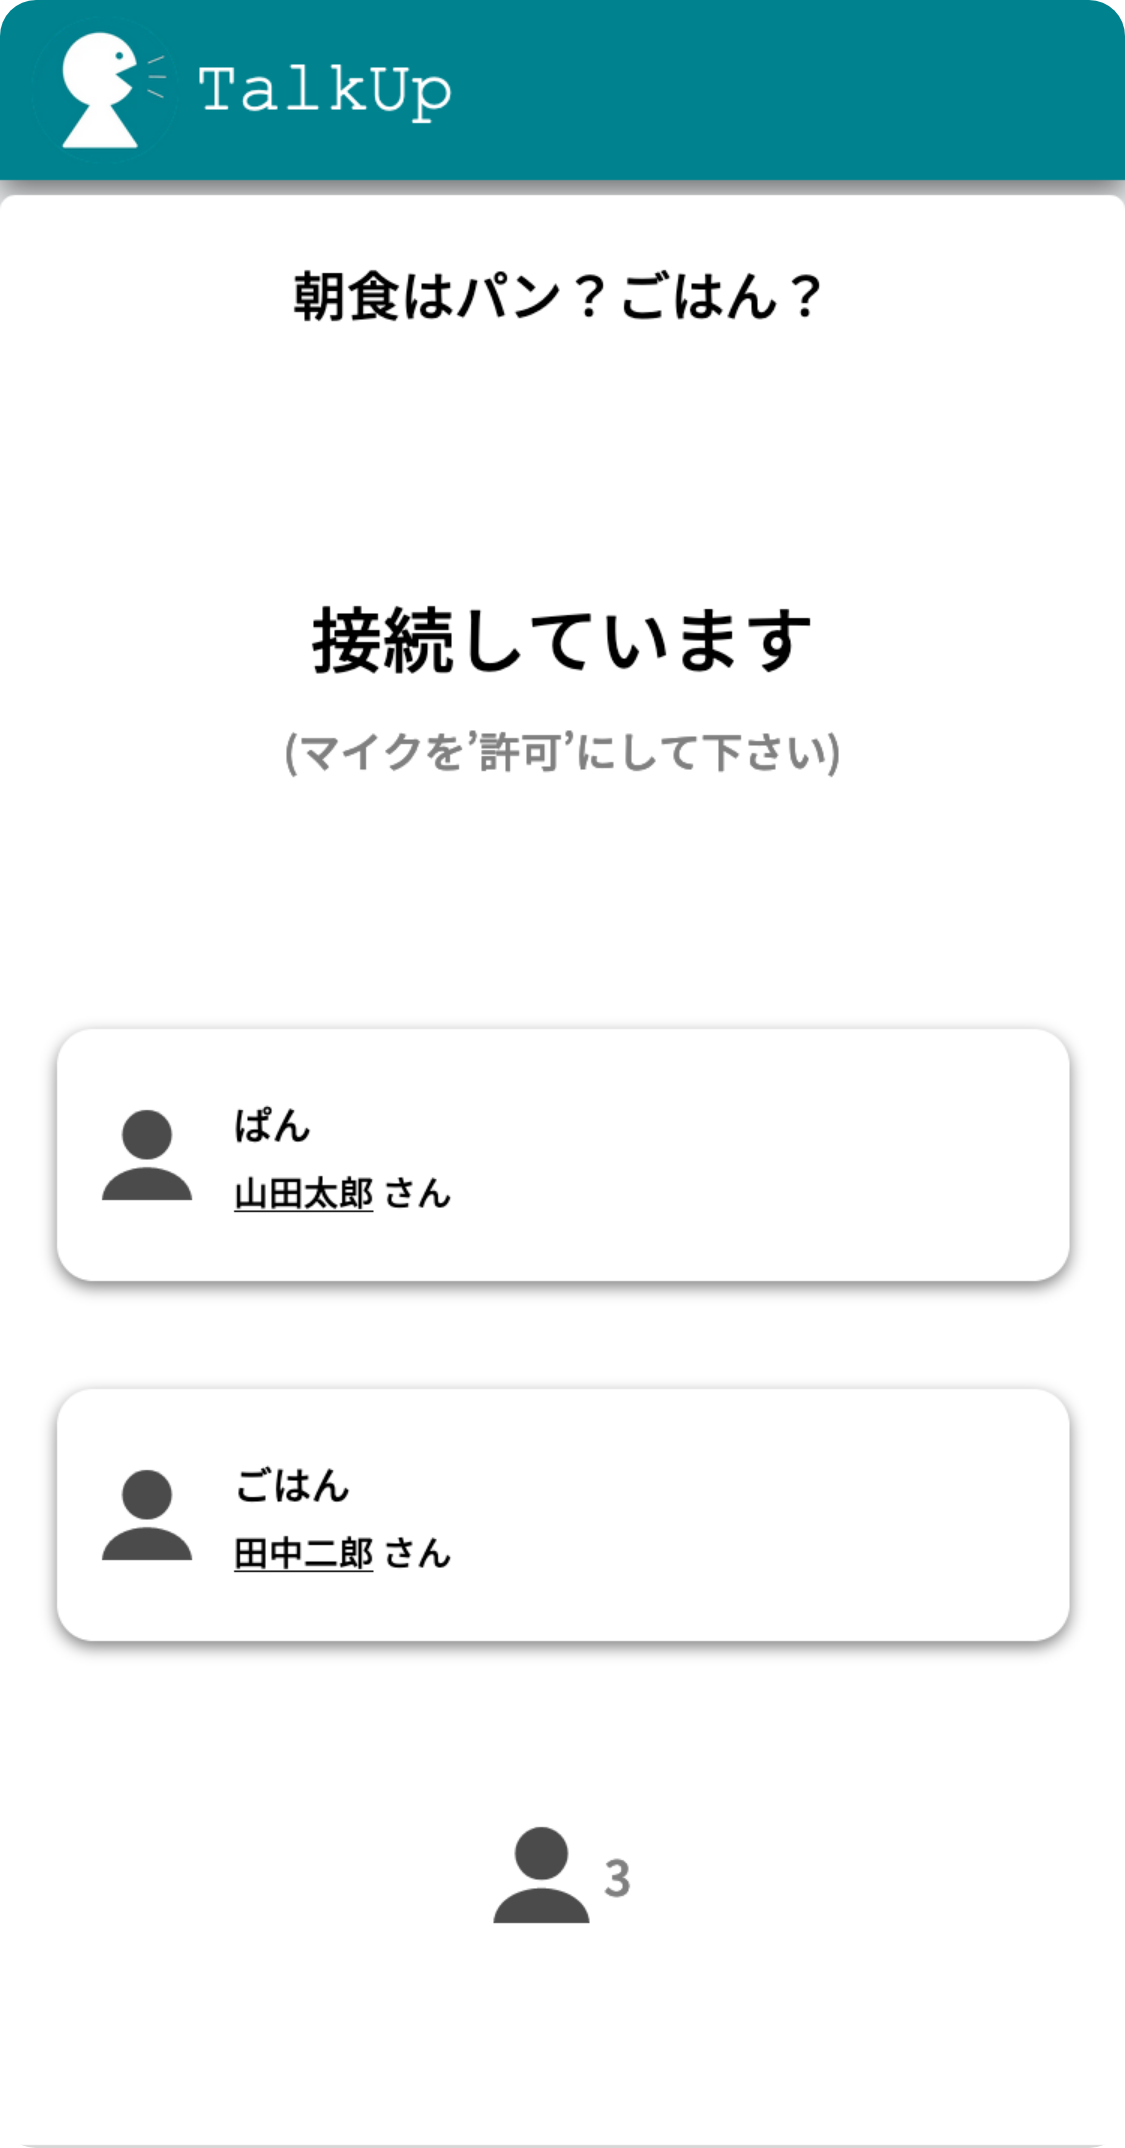 TalkUp
朝食はパン？ごはん？
接続しています
(マイクを’許可’にして下さい)
ぱん
山田太郎 さん
ごはん
田中二郎 さん
3